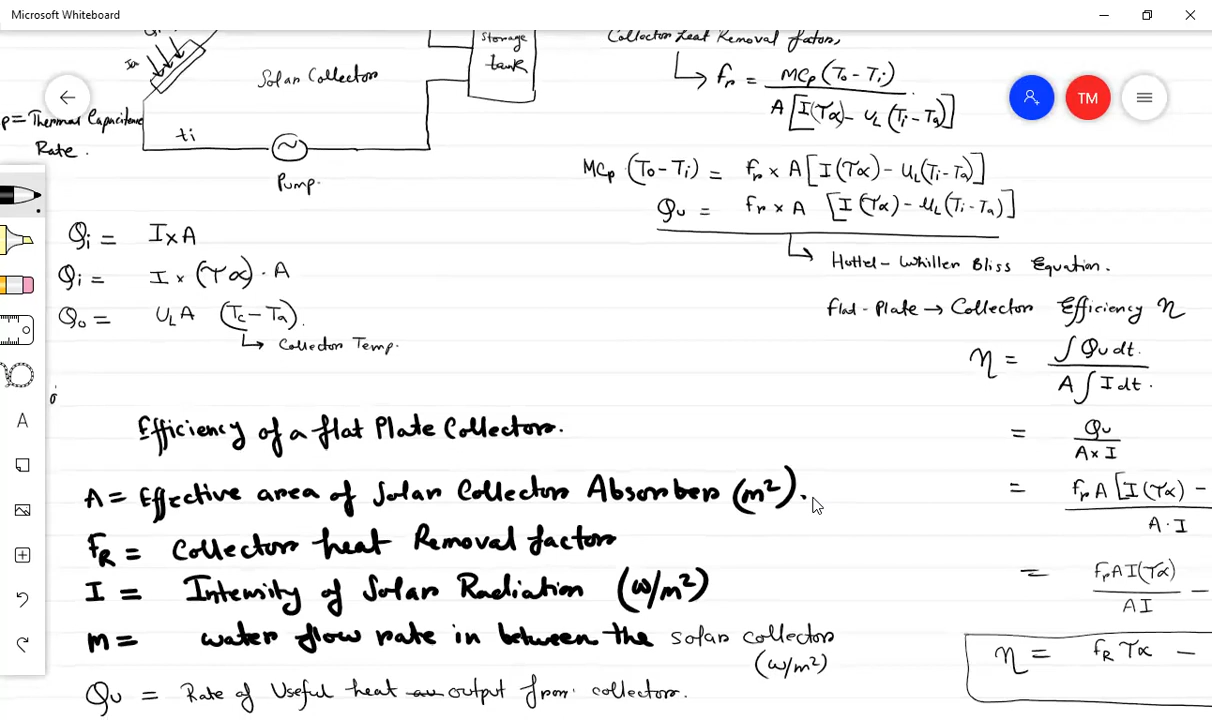 Microsoft Whiteboard
Storage
tank
Solar Collector
P = Thermal Capacitance
Rate.
ti
Pump.
Qi = I×A
Qi = I × (τα) · A
Qo = ULA (Tc – Ta).
↳ Collector Temp.
Collector heat Removal factor,
↳ fr = MCp (To – Ti) / A [I(τα) – UL (Ti – Ta)]
MCp (To – Ti) = fr × A [I(τα) – UL(Ti – Ta)]
Qu = fr × A [I(τα) – UL(Ti – Ta)]
↳ Hottel – Whiller Bliss Equation.
flat – Plate → Collector Efficiency η
η = ∫ Qu dt. / A ∫ I dt.
= Qu / A × I
= frA [I(τα) – / A · I
= frAI(τα) / AI –
η = fR τα –
TM
Efficiency of a flat Plate Collector.
A = Effective area of Solar Collector Absorber (m²).
FR = Collector heat Removal factor
I = Intensity of Solar Radiation (w/m²)
m = water flow rate in between the solar collector
(w/m²)
Qu = Rate of Useful heat output from collector.
A